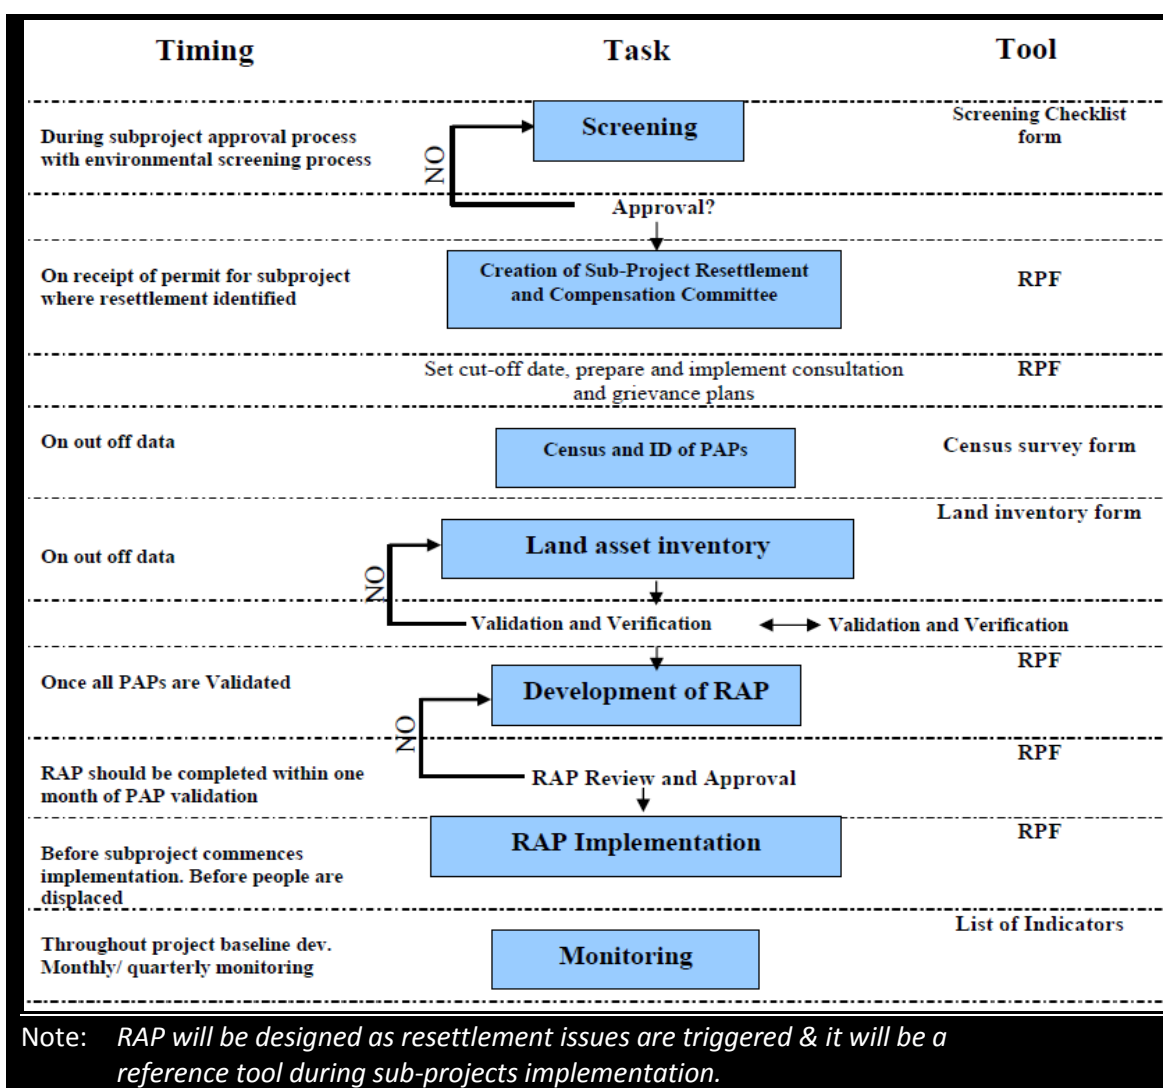 Timing Task Tool
During subproject approval process
with environmental screening process
NO
Screening
Screening Checklist
form
Approval?
On receipt of permit for subproject
where resettlement identified
Creation of Sub-Project Resettlement
and Compensation Committee
RPF
Set cut-off date, prepare and implement consultation
and grievance plans
RPF
On out off data
Census and ID of PAPs
Census survey form
On out off data
NO
Land asset inventory
Land inventory form
Validation and Verification
Validation and Verification
Once all PAPs are Validated
Development of RAP
RPF
NO
RAP should be completed within one
month of PAP validation
RAP Review and Approval
RPF
Before subproject commences
implementation. Before people are
displaced
RAP Implementation
RPF
Throughout project baseline dev.
Monthly/ quarterly monitoring
Monitoring
List of Indicators
Note: RAP will be designed as resettlement issues are triggered & it will be a
reference tool during sub-projects implementation.